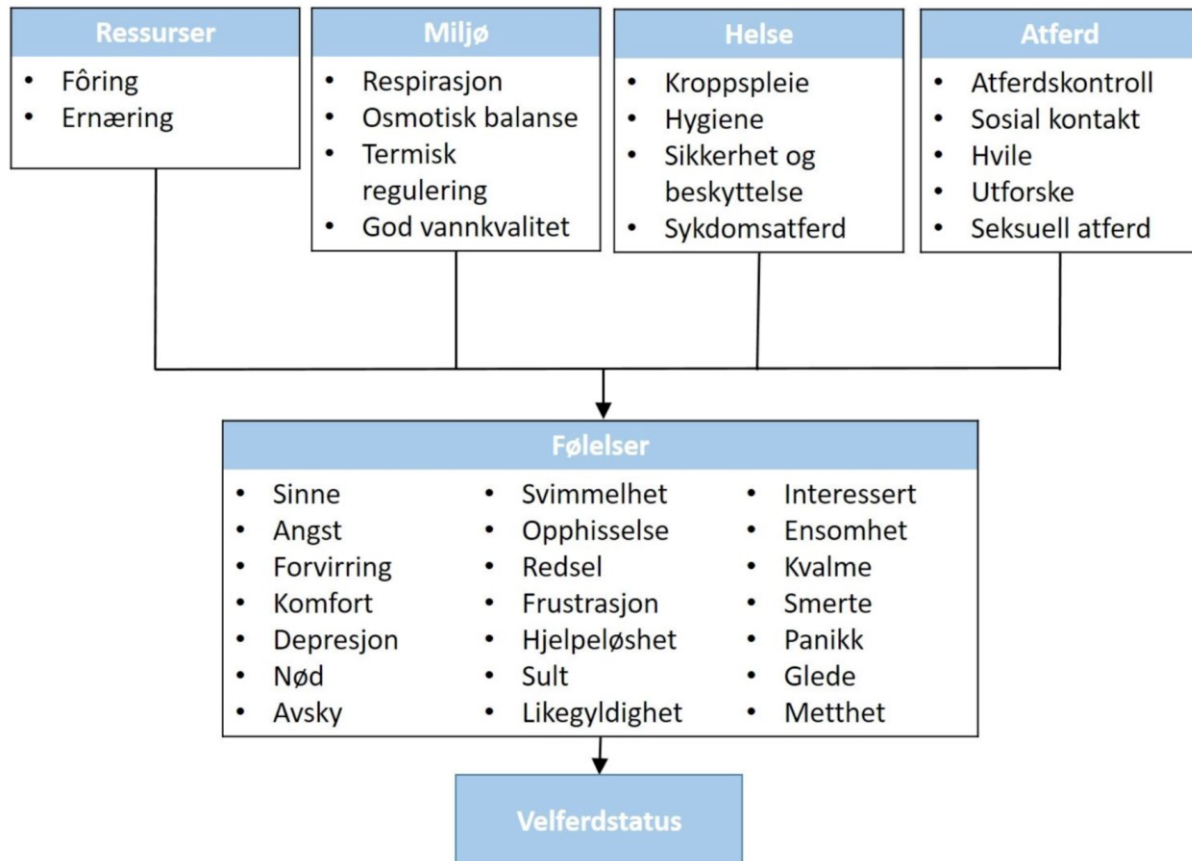 Ressurser
• Fôring
• Ernæring
Miljø
• Respirasjon
• Osmotisk balanse
• Termisk
regulering
• God vannkvalitet
Helse
• Kroppspleie
• Hygiene
• Sikkerhet og
beskyttelse
• Sykdomsatferd
Atferd
• Atferdskontroll
• Sosial kontakt
• Hvile
• Utforske
• Seksuell atferd
Følelser
• Sinne
• Angst
• Forvirring
• Komfort
• Depresjon
• Nød
• Avsky
• Svimmelhet
• Opphisselse
• Redsel
• Frustrasjon
• Hjelpeløshet
• Sult
• Likegyldighet
• Interessert
• Ensomhet
• Kvalme
• Smerte
• Panikk
• Glede
• Metthet
Velferdstatus